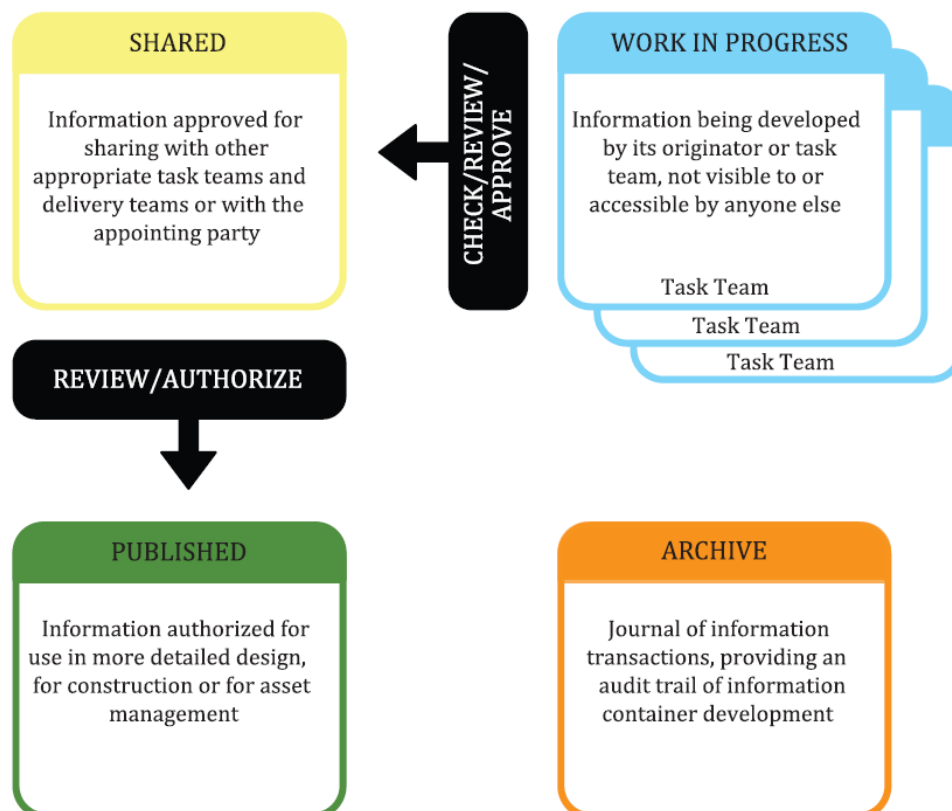 SHARED
Information approved for
sharing with other
appropriate task teams and
delivery teams or with the
appointing party
CHECK/REVIEW/
APPROVE
WORK IN PROGRESS
Information being developed
by its originator or task
team, not visible to or
accessible by anyone else
Task Team
Task Team
Task Team
REVIEW/AUTHORIZE
PUBLISHED
Information authorized for
use in more detailed design,
for construction or for asset
management
ARCHIVE
Journal of information
transactions, providing an
audit trail of information
container development